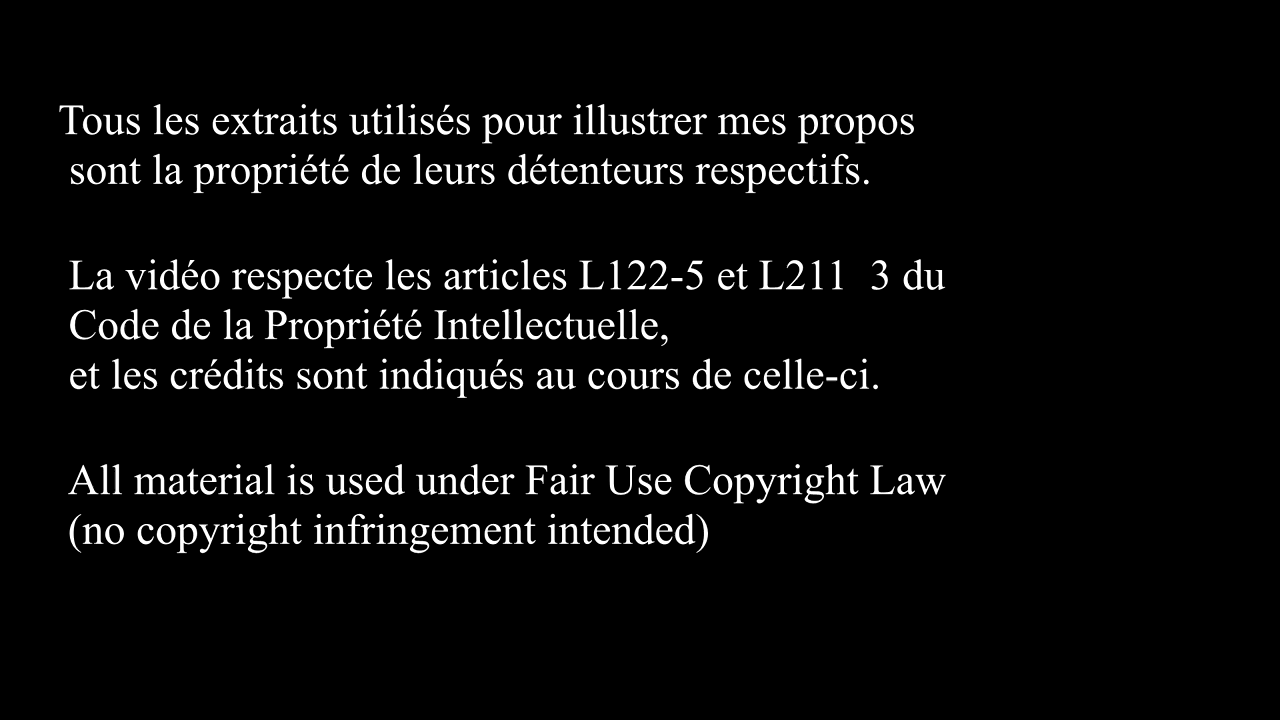 Tous les extraits utilisés pour illustrer mes propos
sont la propriété de leurs détenteurs respectifs.
La vidéo respecte les articles L122-5 et L211  3 du
Code de la Propriété Intellectuelle,
et les crédits sont indiqués au cours de celle-ci.
All material is used under Fair Use Copyright Law
(no copyright infringement intended)